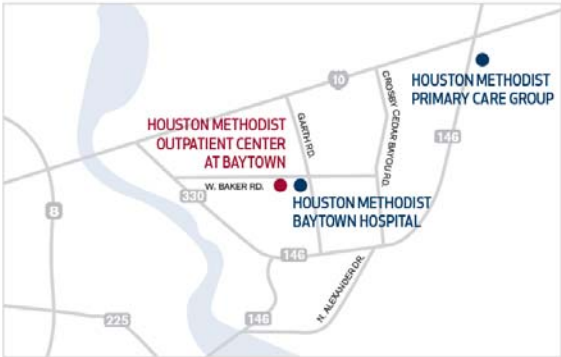 10
HOUSTON METHODIST
PRIMARY CARE GROUP
CROSBY CEDAR BAYOU RD.
GARTH RD.
HOUSTON METHODIST
OUTPATIENT CENTER
AT BAYTOWN
146
W. BAKER RD.
330
HOUSTON METHODIST
BAYTOWN HOSPITAL
8
146
N. ALEXANDER DR.
146
225